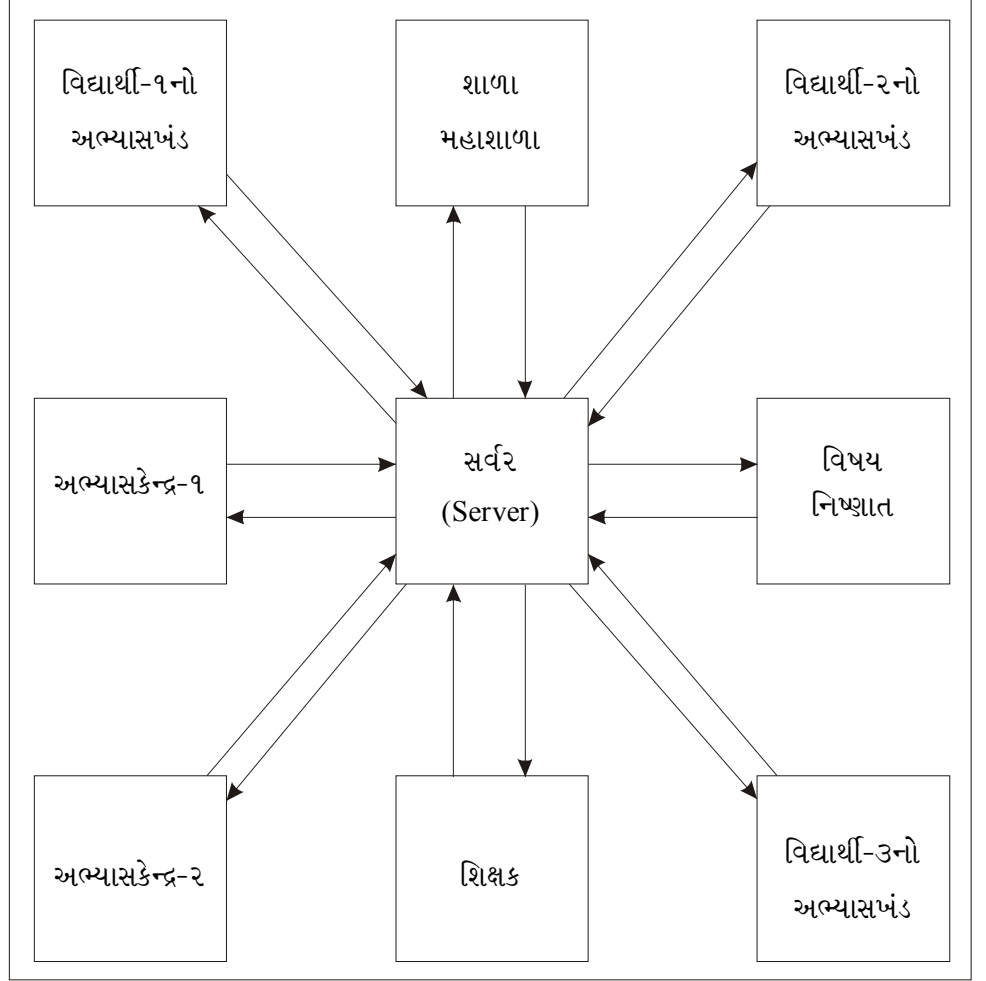 વિદ્યાર્થી-૧નો
અભ્યાસખંડ
શાળા
મહાશાળા
વિદ્યાર્થી-૨નો
અભ્યાસખંડ
અભ્યાસકેન્દ્ર-૧
સર્વર
(Server)
વિષય
નિષ્ણાત
અભ્યાસકેન્દ્ર-૨
શિક્ષક
વિદ્યાર્થી-૩નો
અભ્યાસખંડ